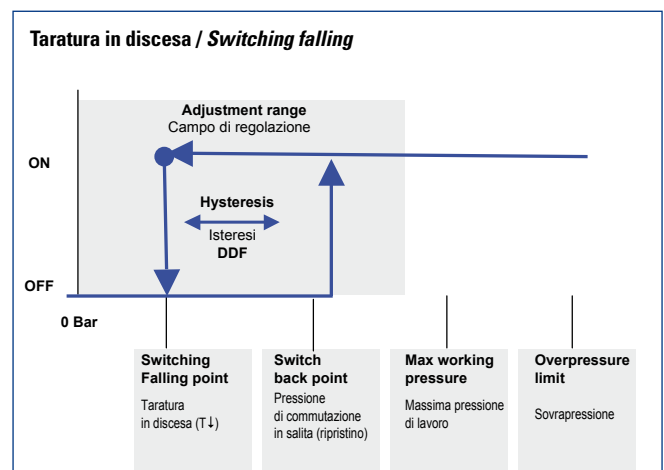 Taratura in discesa / Switching falling
Adjustment range
Campo di regolazione
ON
Hysteresis
Isteresi
DDF
OFF
0 Bar
Switching
Falling point
Taratura
in discesa (T↓)
Switch
back point
Pressione
di commutazione
in salita (ripristino)
Max working
pressure
Massima pressione
di lavoro
Overpressure
limit
Sovrapressione